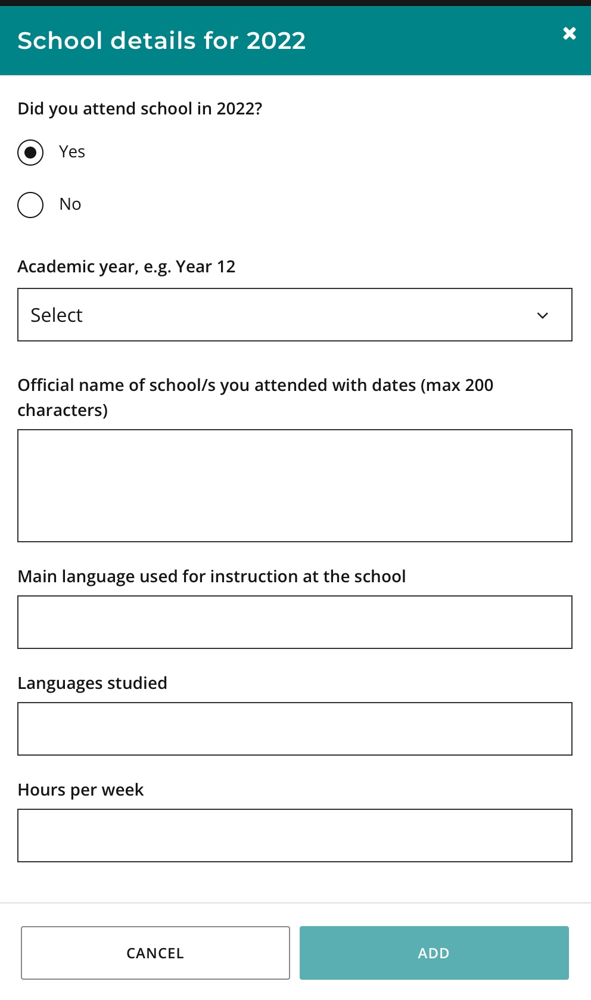 School details for 2022
Did you attend school in 2022?
Yes
No
Academic year, e.g. Year 12
Select
Official name of school/s you attended with dates (max 200
characters)
Main language used for instruction at the school
Languages studied
Hours per week
CANCEL
ADD